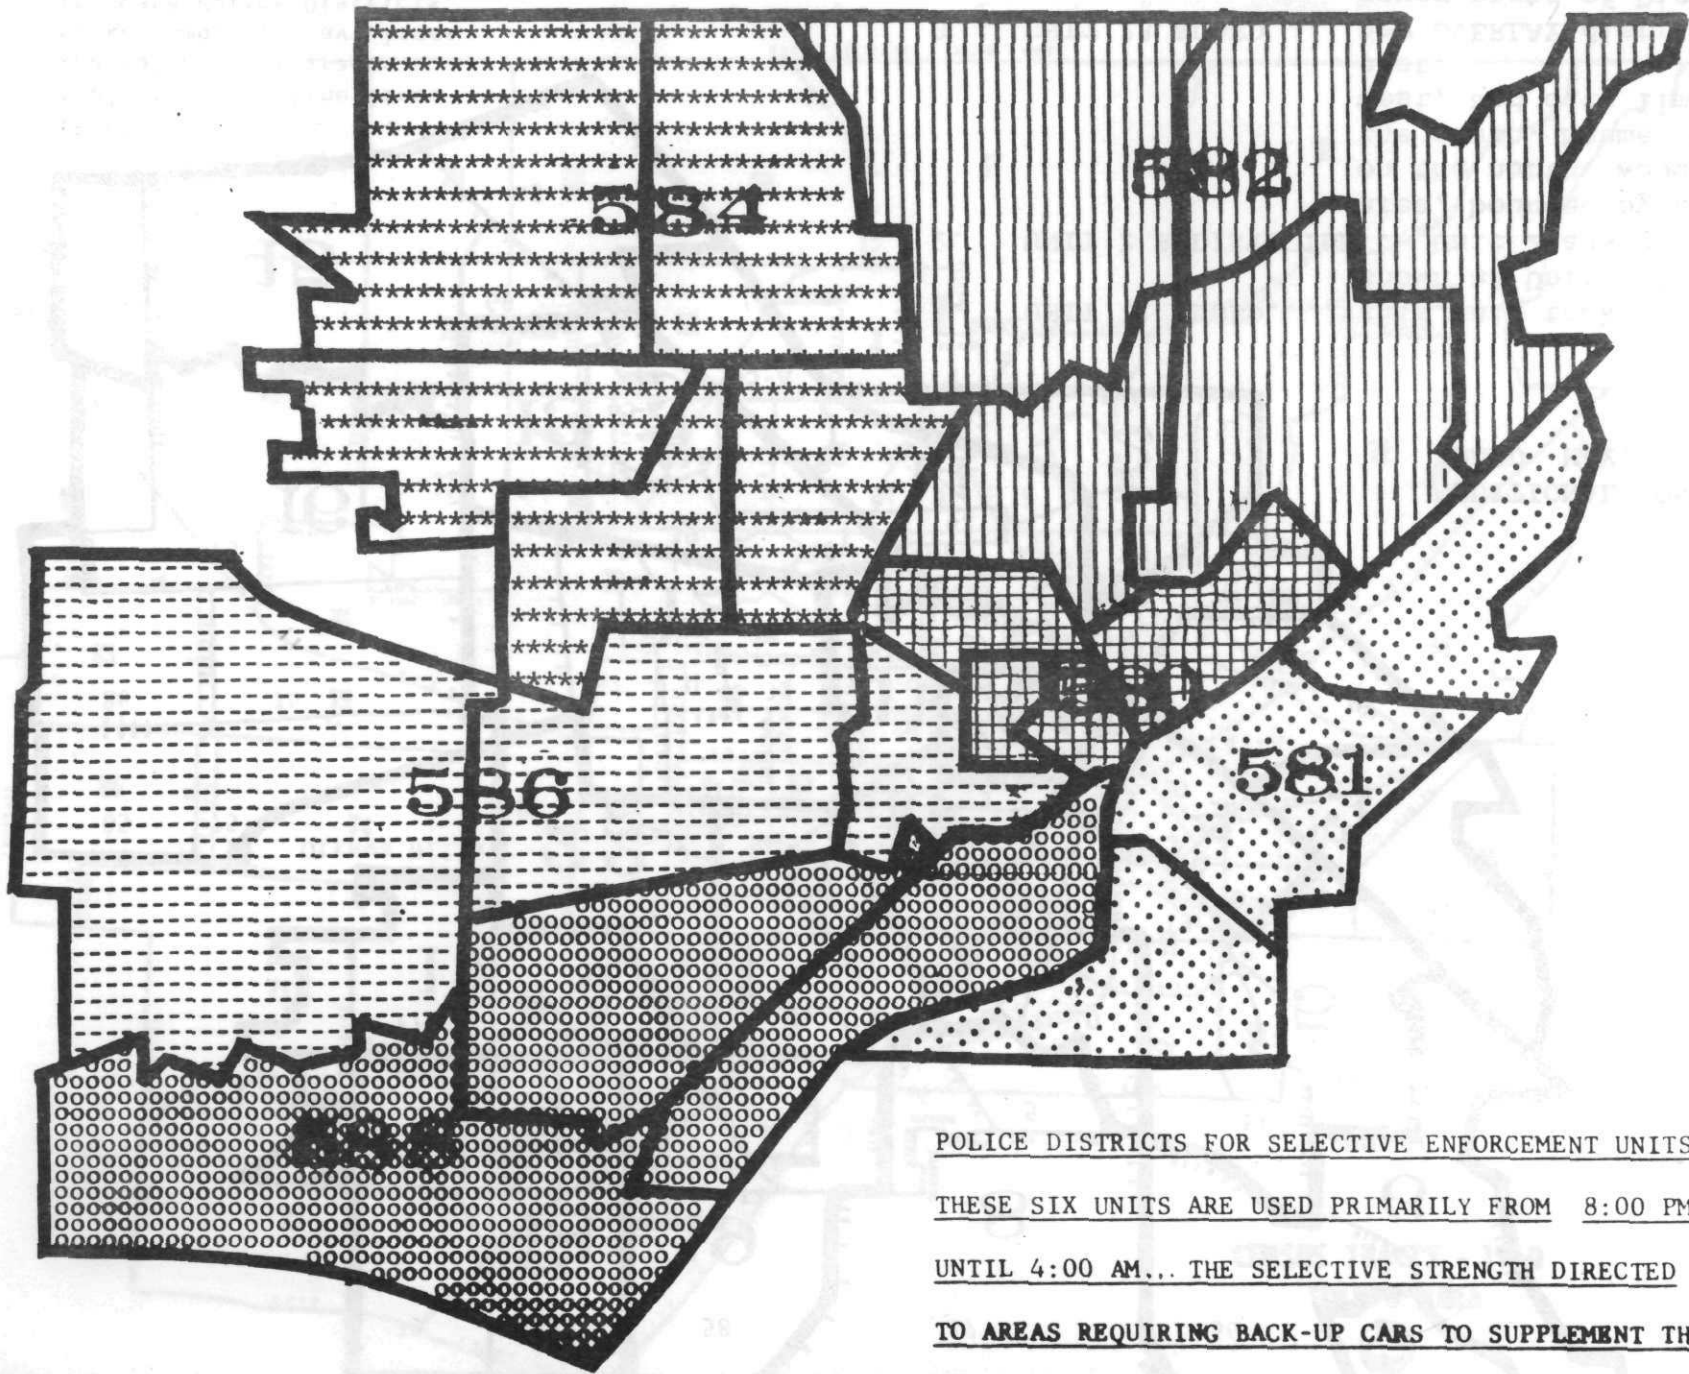 584
582
581
586
POLICE DISTRICTS FOR SELECTIVE ENFORCEMENT UNITS
THESE SIX UNITS ARE USED PRIMARILY FROM 8:00 PM
UNTIL 4:00 AM... THE SELECTIVE STRENGTH DIRECTED
TO AREAS REQUIRING BACK-UP CARS TO SUPPLEMENT TH